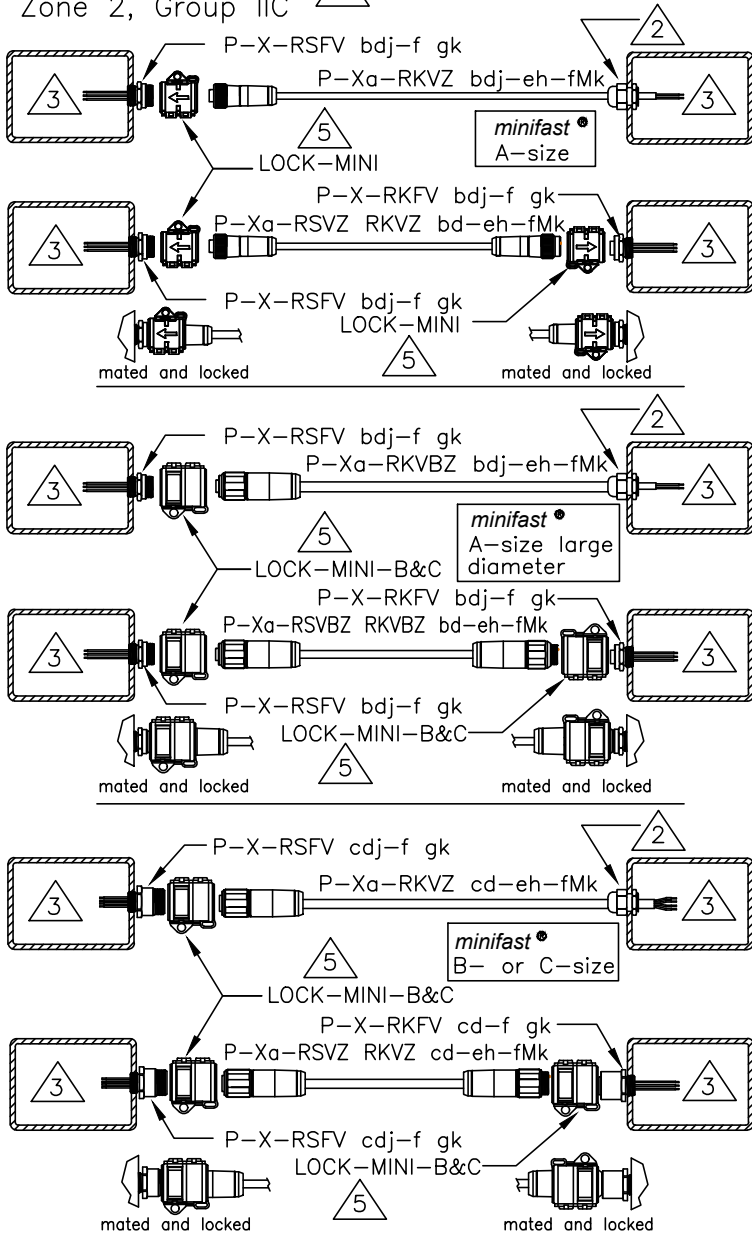 Zone 2, Group IIC
P-X-RSFV bdj-f gk
2
P-Xa-RKVZ bdj-eh-fMk
3
3
5
minifast ®
A-size
LOCK-MINI
P-X-RKFV bdj-f gk
P-Xa-RSVZ RKVZ bd-eh-fMk
3
3
P-X-RSFV bdj-f gk
LOCK-MINI
5
mated and locked
mated and locked
P-X-RSFV bdj-f gk
2
P-Xa-RKVBZ bdj-eh-fMk
3
3
5
minifast ®
A-size large
diameter
LOCK-MINI-B&C
P-X-RKFV bdj-f gk
P-Xa-RSVBZ RKVBZ bd-eh-fMk
3
3
P-X-RSFV bdj-f gk
LOCK-MINI-B&C
5
mated and locked
mated and locked
P-X-RSFV cdj-f gk
2
P-Xa-RKVZ cd-eh-fMk
3
3
5
minifast ®
B- or C-size
LOCK-MINI-B&C
P-X-RKFV cd-f gk
P-Xa-RSVZ RKVZ cd-eh-fMk
3
3
P-X-RSFV cdj-f gk
LOCK-MINI-B&C
5
mated and locked
mated and locked